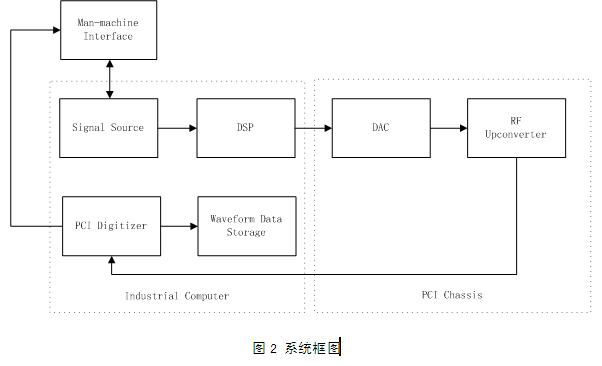 Man-machine
Interface
Signal Source
DSP
DAC
RF
Upconverter
PCI Digitizer
Waveform Data
Storage
Industrial Computer
PCI Chassis
图 2 系统框图